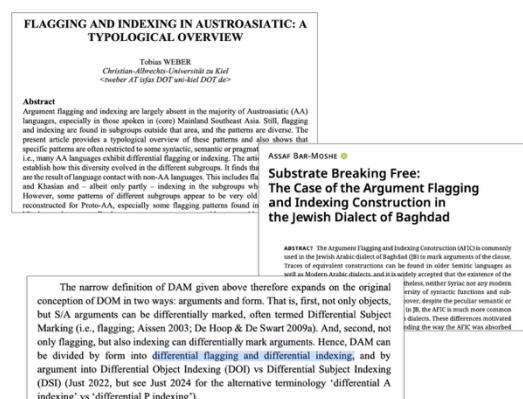 FLAGGING AND INDEXING IN AUSTROASIATIC: A
TYPOLOGICAL OVERVIEW
Tobias WEBER
Christian-Albrechts-Universität zu Kiel
<tweber AT isfas DOT uni-kiel DOT de>
Abstract
Argument flagging and indexing are largely absent in the majority of Austroasiatic (AA)
languages, especially in those spoken in (core) Mainland Southeast Asia. Still, flagging
and indexing are found in subgroups outside that area, and the patterns are diverse. The
present article provides a typological overview of these patterns and also shows that
specific patterns are often restricted to some syntactic, semantic or pragmat
i.e., many AA languages exhibit differential flagging or indexing. The artic
establish how this diversity evolved in the different subgroups. It finds tha
are the result of language contact with non-AA languages. This includes fla
and Khasian and – albeit only partly – indexing in the subgroups wh
However, some patterns of different subgroups appear to be very old
reconstructed for Proto-AA, especially some flagging patterns found in
ASSAF BAR-MOSHE
Substrate Breaking Free:
The Case of the Argument Flagging
and Indexing Construction in
the Jewish Dialect of Baghdad
ABSTRACT The Argument Flagging and Indexing Construction (AFIC) is commonly
used in the Jewish Arabic dialect of Baghdad (JB) to mark arguments of the clause.
Traces of equivalent constructions can be found in older Semitic languages as
well as Modern Arabic dialects, and it is widely accepted that the existence of the
theless, neither Syriac nor any modern
ersity of syntactic functions and sub-
over, despite the peculiar semantic or
in JB, the AFIC is much more common
s dialects. These differences motivated
nding the way the AFIC was absorbed
The narrow definition of DAM given above therefore expands on the original
conception of DOM in two ways: arguments and form. That is, first, not only objects,
but S/A arguments can be differentially marked, often termed Differential Subject
Marking (i.e., flagging; Aissen 2003; De Hoop & De Swart 2009a). And, second, not
only flagging, but also indexing can differentially mark arguments. Hence, DAM can
be divided by form into differential flagging and differential indexing, and by
argument into Differential Object Indexing (DOI) vs Differential Subject Indexing
(DSI) (Just 2022, but see Just 2024 for the alternative terminology 'differential A
indexing' vs 'differential P indexing').